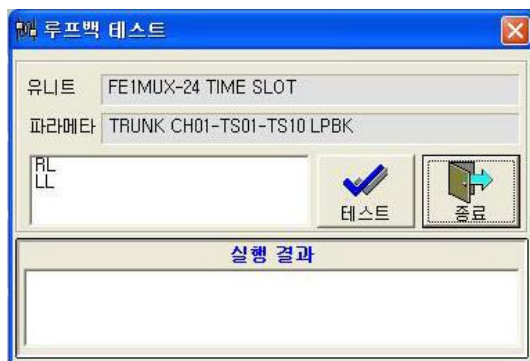 루프백 테스트
유니트 FE1MUX-24 TIME SLOT
파라메타 TRUNK CH01-TS01-TS10 LPBK
RL
LL
테스트
종료
실행 결과